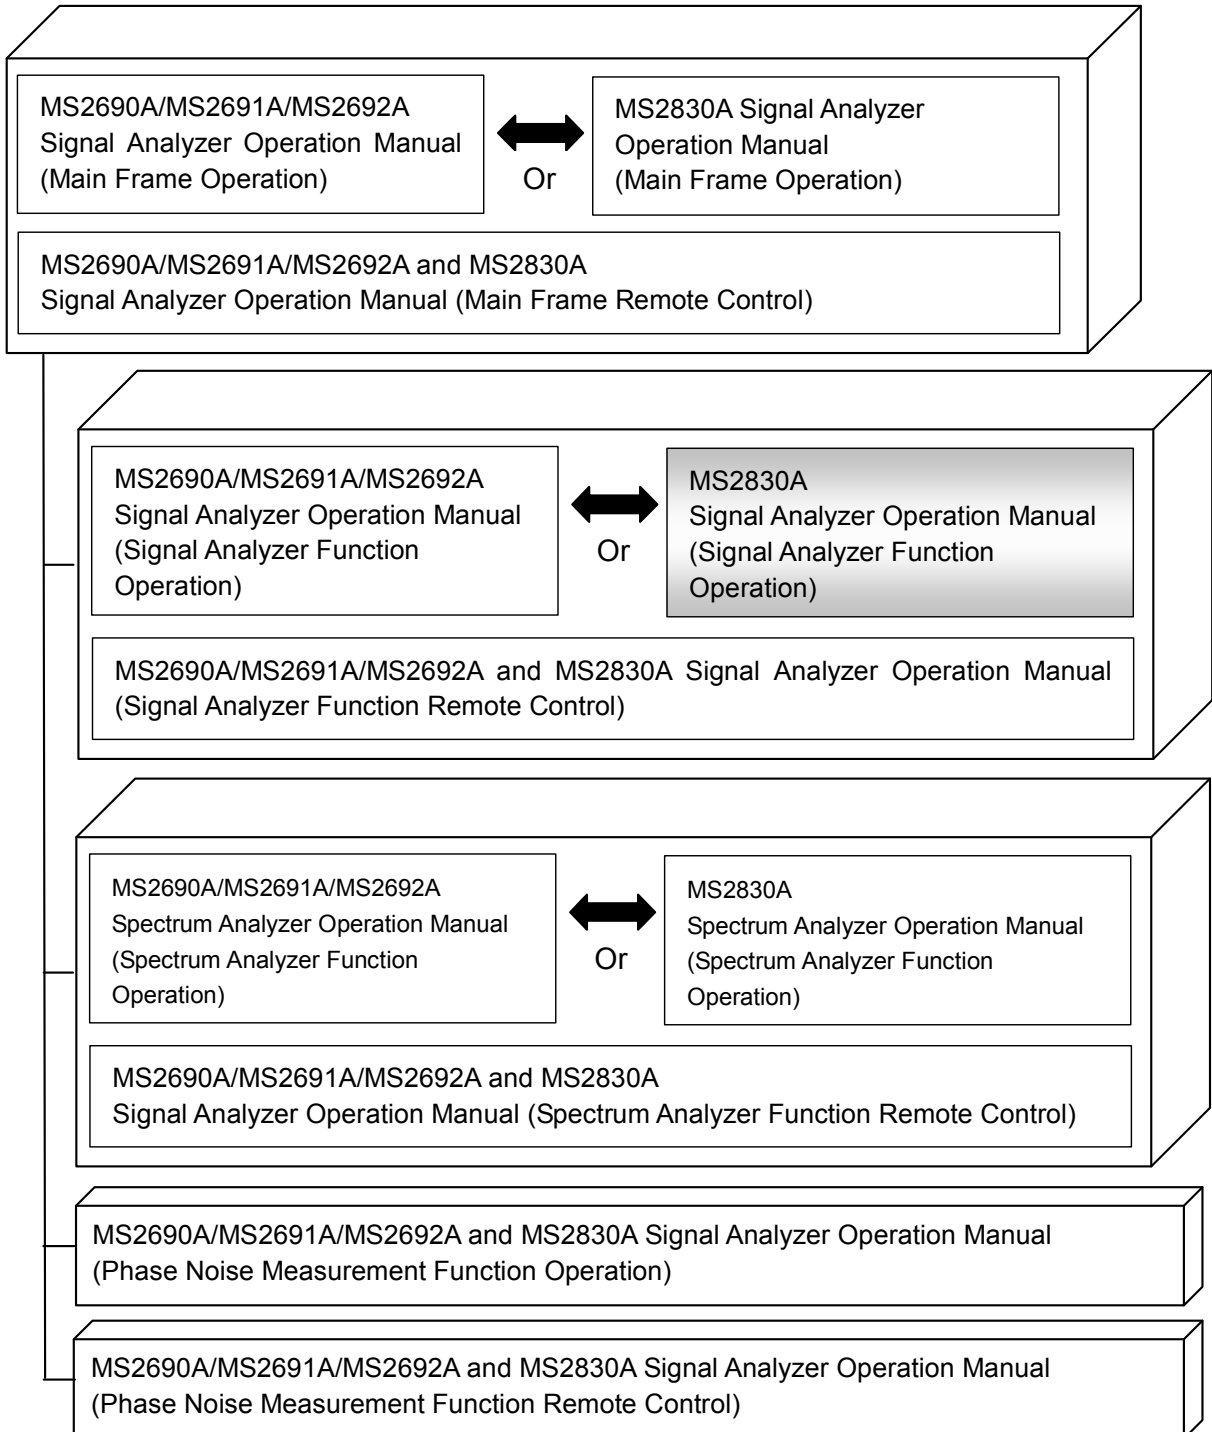 MS2690A/MS2691A/MS2692A
Signal Analyzer Operation Manual
(Main Frame Operation)
Or
MS2830A Signal Analyzer
Operation Manual
(Main Frame Operation)
MS2690A/MS2691A/MS2692A and MS2830A
Signal Analyzer Operation Manual (Main Frame Remote Control)
MS2690A/MS2691A/MS2692A
Signal Analyzer Operation Manual
(Signal Analyzer Function
Operation)
Or
MS2830A
Signal Analyzer Operation Manual
(Signal Analyzer Function
Operation)
MS2690A/MS2691A/MS2692A and MS2830A Signal Analyzer Operation Manual
(Signal Analyzer Function Remote Control)
MS2690A/MS2691A/MS2692A
Spectrum Analyzer Operation Manual
(Spectrum Analyzer Function
Operation)
Or
MS2830A
Spectrum Analyzer Operation Manual
(Spectrum Analyzer Function
Operation)
MS2690A/MS2691A/MS2692A and MS2830A
Signal Analyzer Operation Manual (Spectrum Analyzer Function Remote Control)
MS2690A/MS2691A/MS2692A and MS2830A Signal Analyzer Operation Manual
(Phase Noise Measurement Function Operation)
MS2690A/MS2691A/MS2692A and MS2830A Signal Analyzer Operation Manual
(Phase Noise Measurement Function Remote Control)